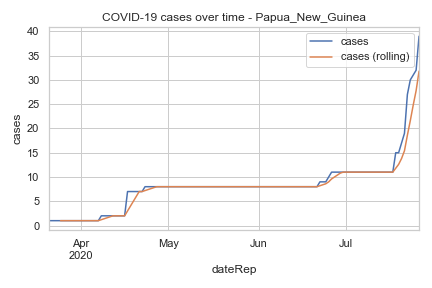 COVID-19 cases over time - Papua_New_Guinea
40
35
30
25
20
15
10
5
0
cases
cases
cases (rolling)
Apr
2020
May
Jun
Jul
dateRep